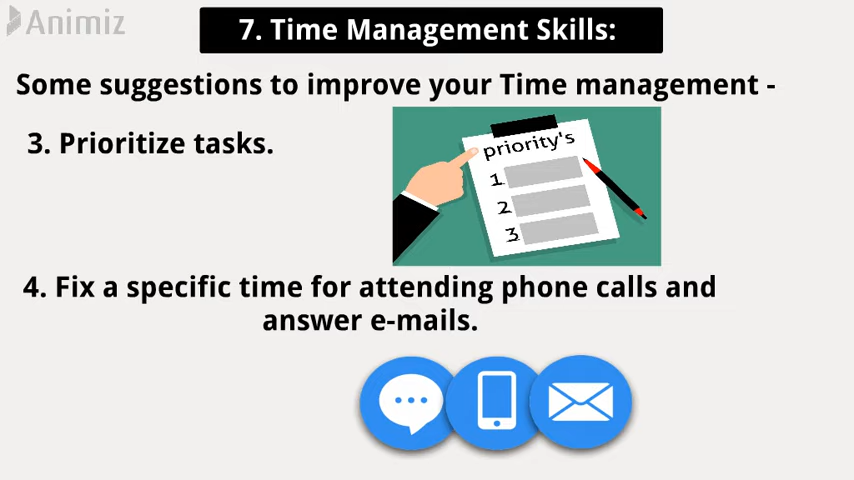 Animiz
7. Time Management Skills:
Some suggestions to improve your Time management -
3. Prioritize tasks.
priority's
1
2
3
4. Fix a specific time for attending phone calls and
answer e-mails.